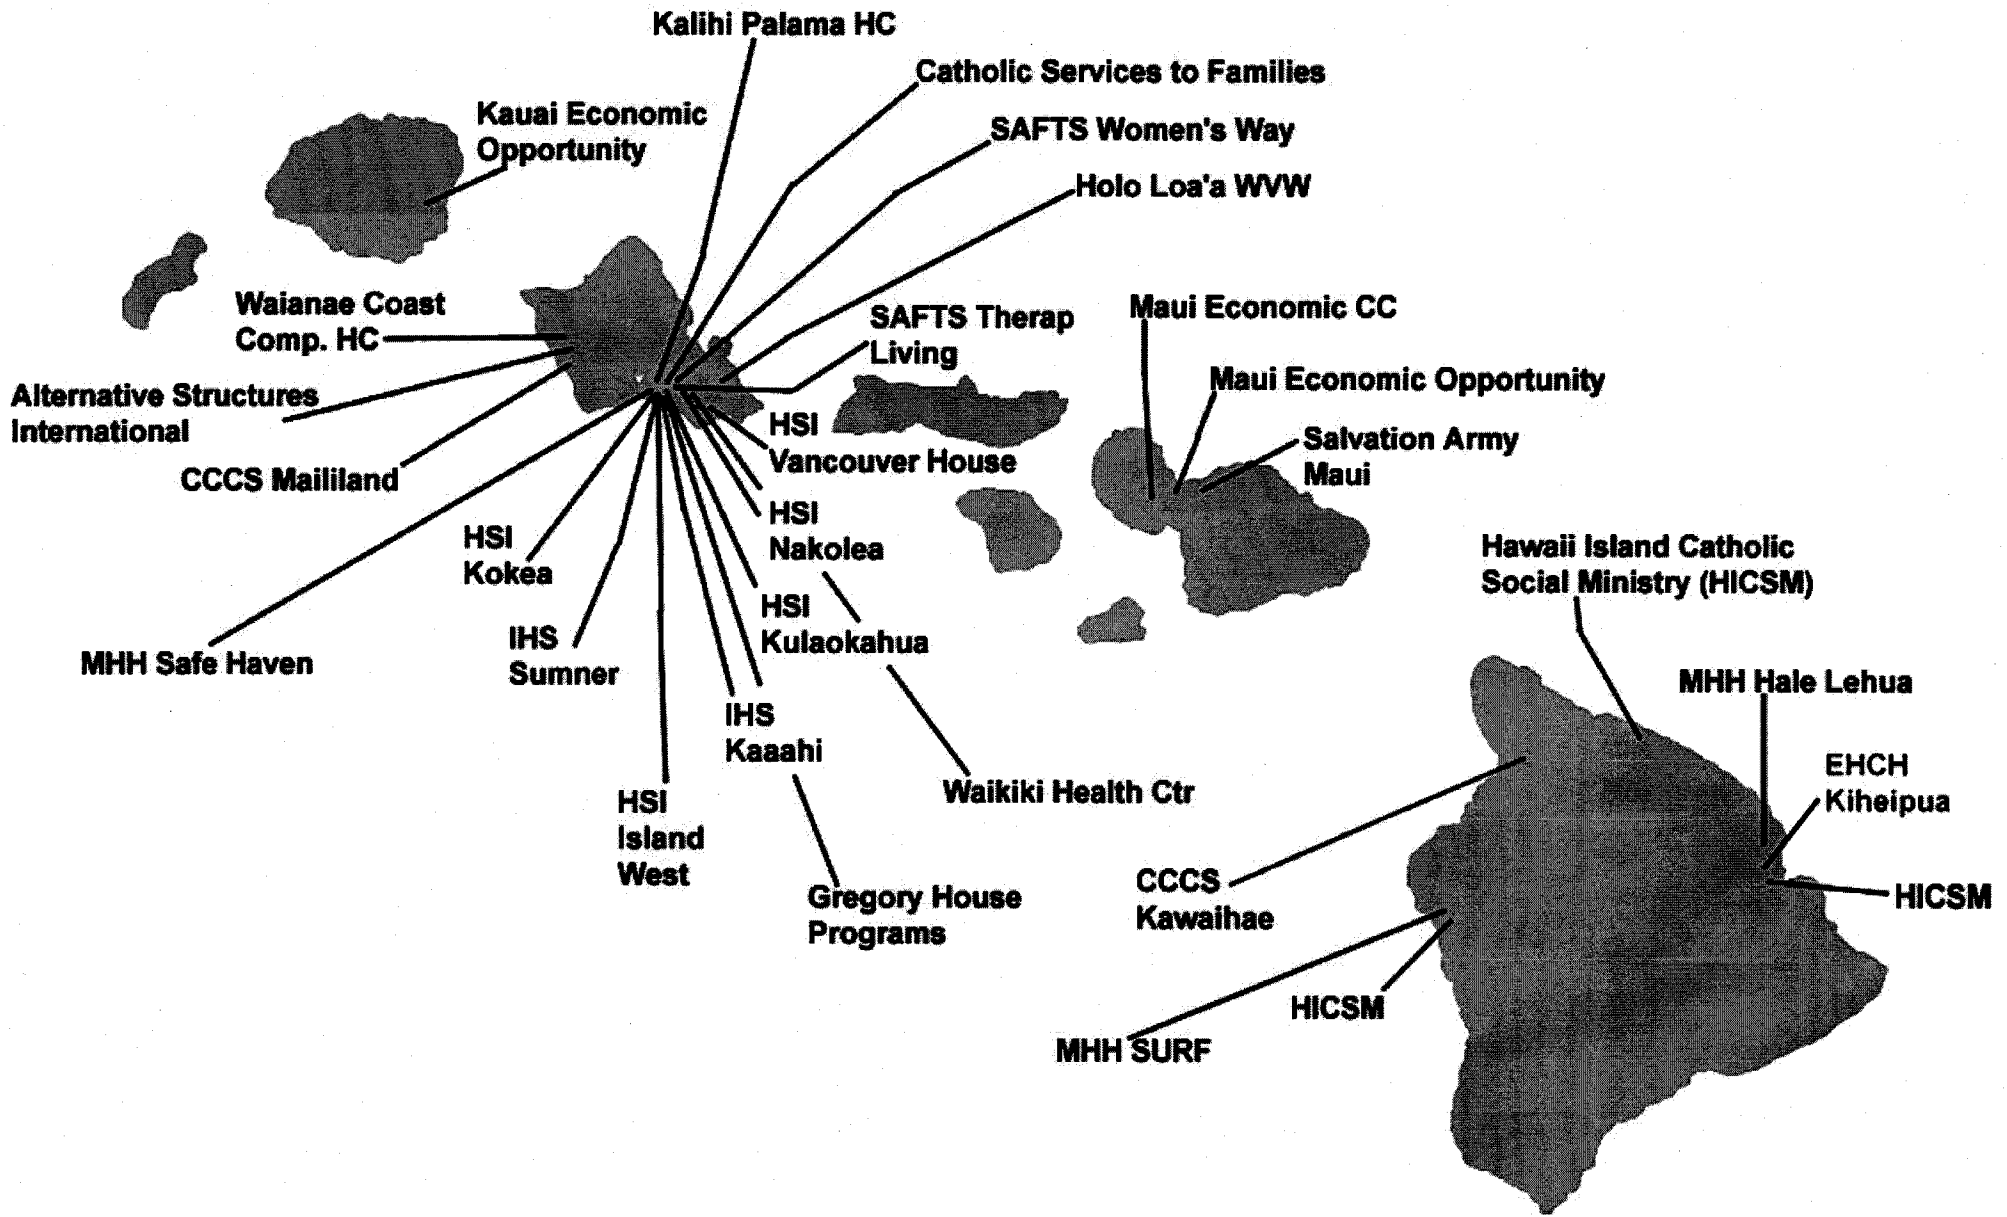 Kalihi Palama HC
Catholic Services to Families
Kauai Economic
Opportunity
SAFTS Women's Way
Holo Loa'a WVW
Waianae Coast
Comp. HC
SAFTS Therap
Living
Maui Economic CC
Alternative Structures
International
Maui Economic Opportunity
HSI
Vancouver House
Salvation Army
Maui
CCCS Maililand
HSI
Kokea
HSI
Nakolea
Hawaii Island Catholic
Social Ministry (HICSM)
MHH Safe Haven
IHS
Sumner
HSI
Kulaokahua
MHH Hale Lehua
IHS
Kaaahi
EHCH
Kiheipua
HSI
Island
West
Waikiki Health Ctr
Gregory House
Programs
CCCS
Kawaihae
HICSM
HICSM
MHH SURF